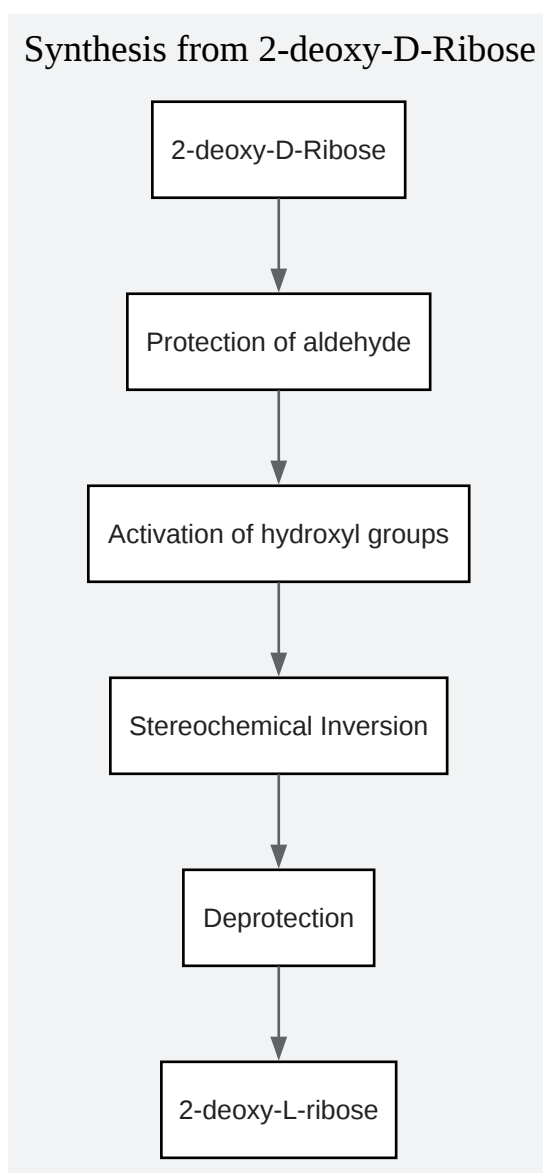 Synthesis from 2-deoxy-D-Ribose
2-deoxy-D-Ribose
Protection of aldehyde
Activation of hydroxyl groups
Stereochemical Inversion
Deprotection
2-deoxy-L-ribose